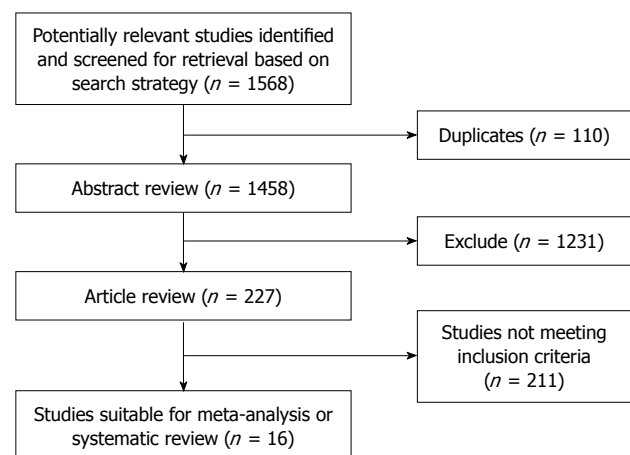 Potentially relevant studies identified
and screened for retrieval based on
search strategy (n = 1568)
Duplicates (n = 110)
Abstract review (n = 1458)
Exclude (n = 1231)
Article review (n = 227)
Studies not meeting
inclusion criteria
(n = 211)
Studies suitable for meta-analysis or
systematic review (n = 16)